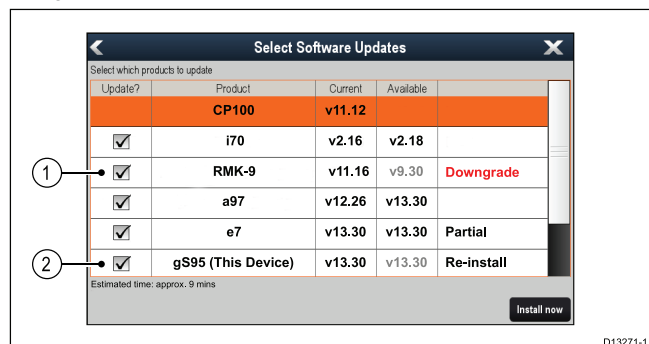 Select Software Updates
Select which products to update
Update? Product Current Available
CP100 v11.12
i70 v2.16 v2.18
1 RMK-9 v11.16 v9.30 Downgrade
a97 v12.26 v13.30
e7 v13.30 v13.30 Partial
2 gS95 (This Device) v13.30 v13.30 Re-install
Estimated time: approx. 9 mins
Install now
D13271-1